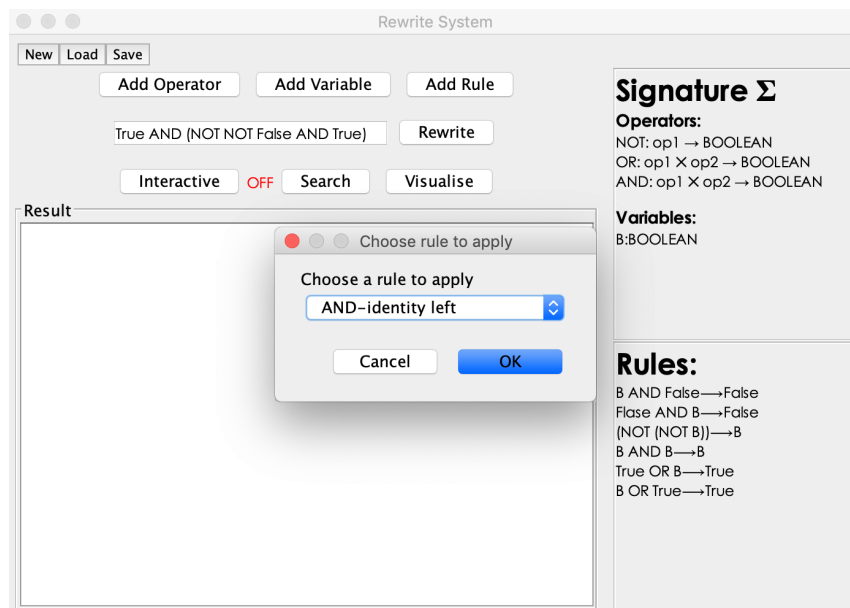 Rewrite System
New Load Save
Add Operator Add Variable Add Rule
True AND (NOT NOT False AND True) Rewrite
Interactive OFF Search Visualise
Result
Choose rule to apply
Choose a rule to apply
AND-identity left
Cancel OK
Signature Σ
Operators:
NOT: op1 → BOOLEAN
OR: op1 X op2 → BOOLEAN
AND: op1 X op2 → BOOLEAN
Variables:
B:BOOLEAN
Rules:
B AND False⟶False
Flase AND B⟶False
(NOT (NOT B))⟶B
B AND B⟶B
True OR B⟶True
B OR True⟶True